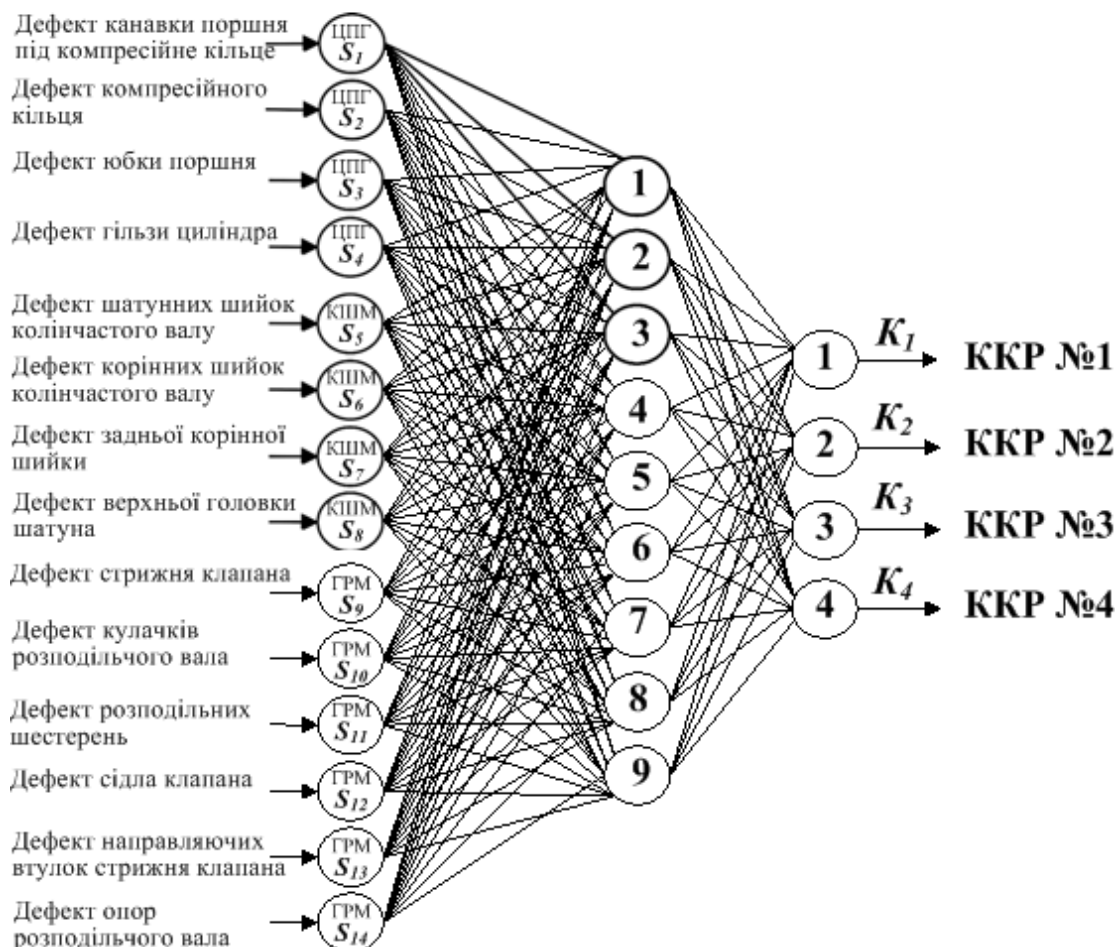 Дефект канавки поршня
під компресійне кільце
ЦПГ
S1
Дефект компресійного
кільця
ЦПГ
S2
Дефект юбки поршня
ЦПГ
S3
Дефект гільзи циліндра
ЦПГ
S4
Дефект шатунних шийок
колінчастого валу
КШМ
S5
Дефект корінних шийок
колінчастого валу
КШМ
S6
Дефект задньої корінної
шийки
КШМ
S7
Дефект верхньої головки
шатуна
КШМ
S8
Дефект стрижня клапана
ГРМ
S9
Дефект кулачків
розподільчого вала
ГРМ
S10
Дефект розподільних
шестерень
ГРМ
S11
Дефект сідла клапана
ГРМ
S12
Дефект направляючих
втулок стрижня клапана
ГРМ
S13
Дефект опор
розподільчого вала
ГРМ
S14
1
2
3
4
5
6
7
8
9
1
2
3
4
K1
ККР №1
K2
ККР №2
K3
ККР №3
K4
ККР №4